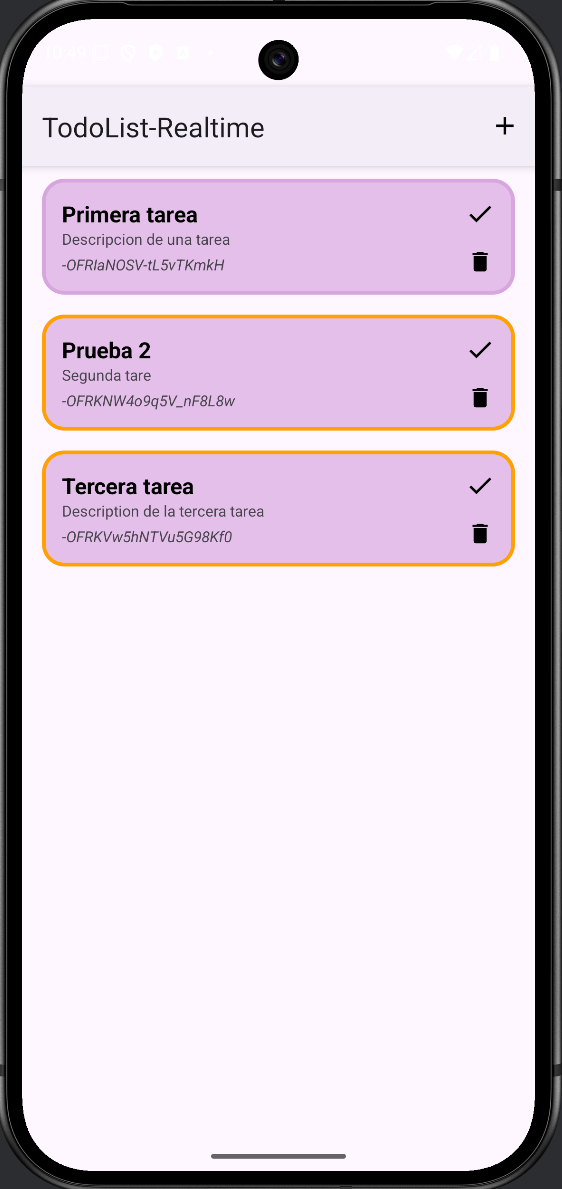 TodoList-Realtime
Primera tarea
Descripcion de una tarea
-OFRIaNOSV-tL5vTKmkH
Prueba 2
Segunda tare
-OFRKNW4o9q5V_nF8L8w
Tercera tarea
Description de la tercera tarea
-OFRKVw5hNTVu5G98Kf0